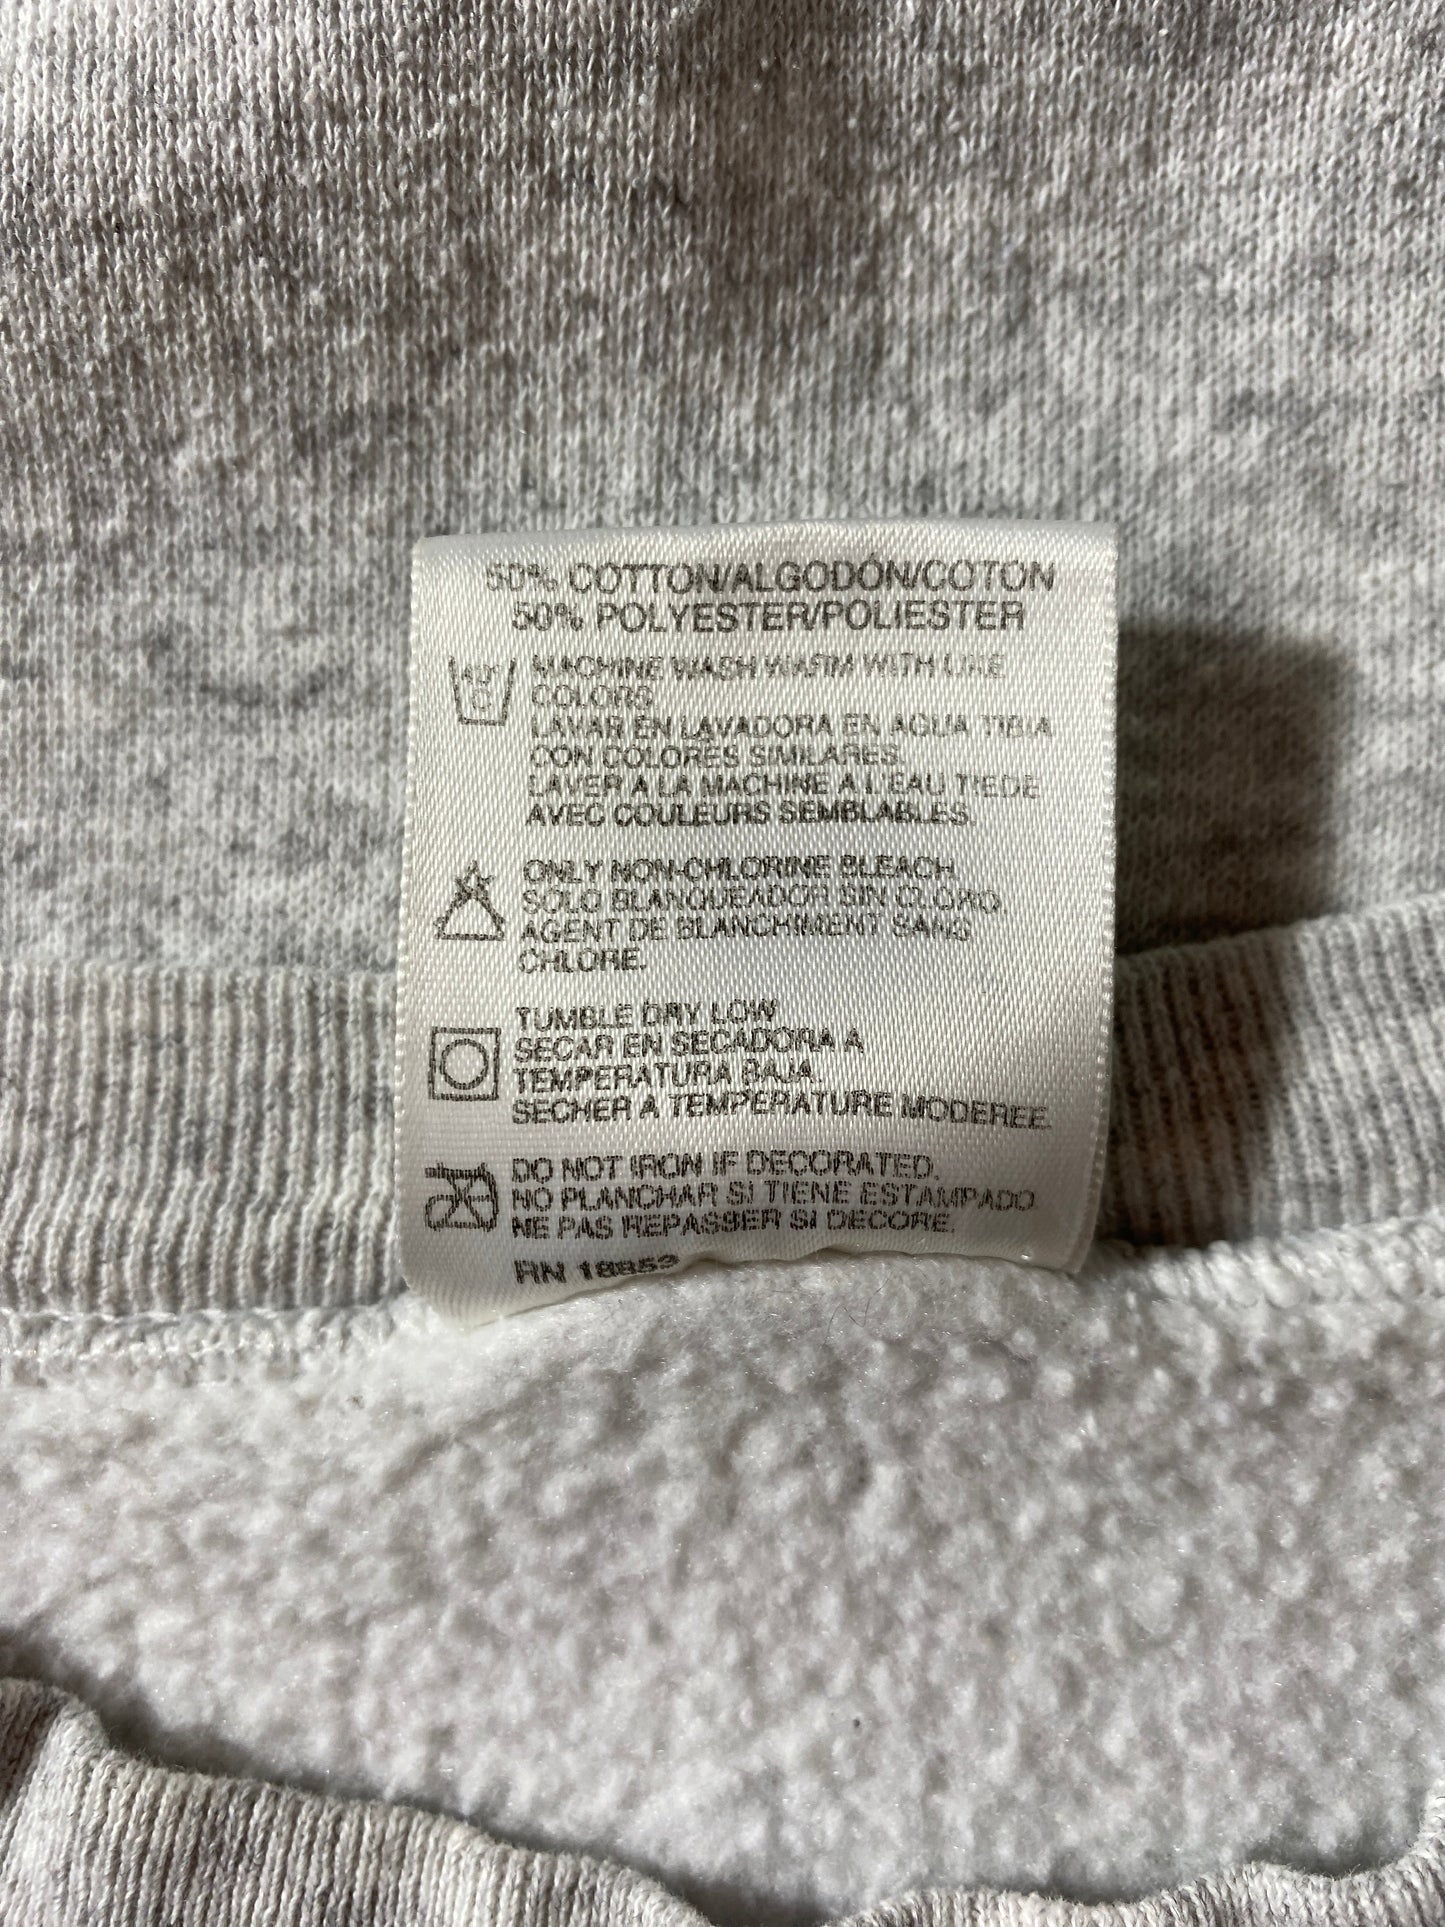 50% COTTON/ALGODÓN/COTON
50% POLYESTER/POLIESTER
40° C
MACHINE WASH WARM WITH LIKE
COLORS
LAVAR EN LAVADORA EN AGUA TIBIA
CON COLORES SIMILARES.
LAVER A LA MACHINE A L'EAU TIEDE
AVEC COULEURS SEMBLABLES.
ONLY NON-CHLORINE BLEACH
SOLO BLANQUEADOR SIN CLORO.
AGENT DE BLANCHIMENT SANS
CHLORE.
TUMBLE DRY LOW
SECAR EN SECADORA A
TEMPERATURA BAJA.
SECHER A TEMPERATURE MODEREE.
DO NOT IRON IF DECORATED.
NO PLANCHAR SI TIENE ESTAMPADO
NE PAS REPASSER SI DECORE.
RN 18853